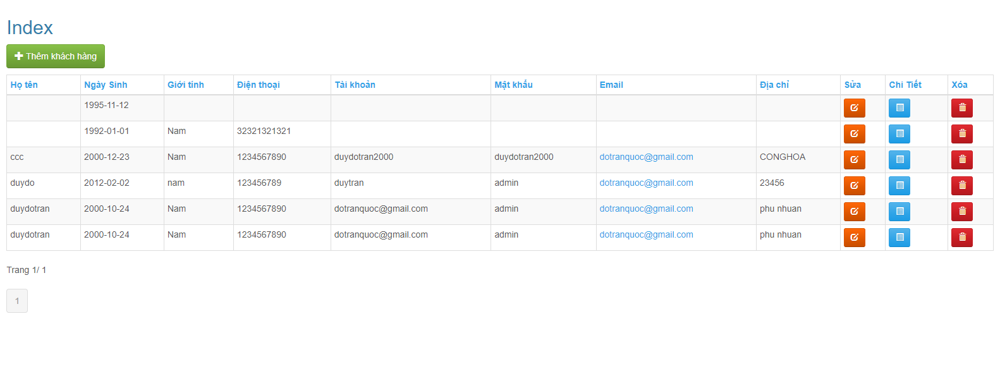 Index
Thêm khách hàng
Họ tên Ngày Sinh Giới tính Điện thoại Tài khoản Mật khẩu Email Địa chỉ Sửa Chi Tiết Xóa
1995-11-12
1992-01-01 Nam 32321321321
ccc 2000-12-23 Nam 1234567890 duydotran2000 duydotran2000 dotranquoc@gmail.com CONGHOA
duydo 2012-02-02 nam 123456789 duytran admin dotranquoc@gmail.com 23456
duydotran 2000-10-24 Nam 1234567890 dotranquoc@gmail.com admin dotranquoc@gmail.com phu nhuan
duydotran 2000-10-24 Nam 1234567890 dotranquoc@gmail.com admin dotranquoc@gmail.com phu nhuan
Trang 1/ 1
1